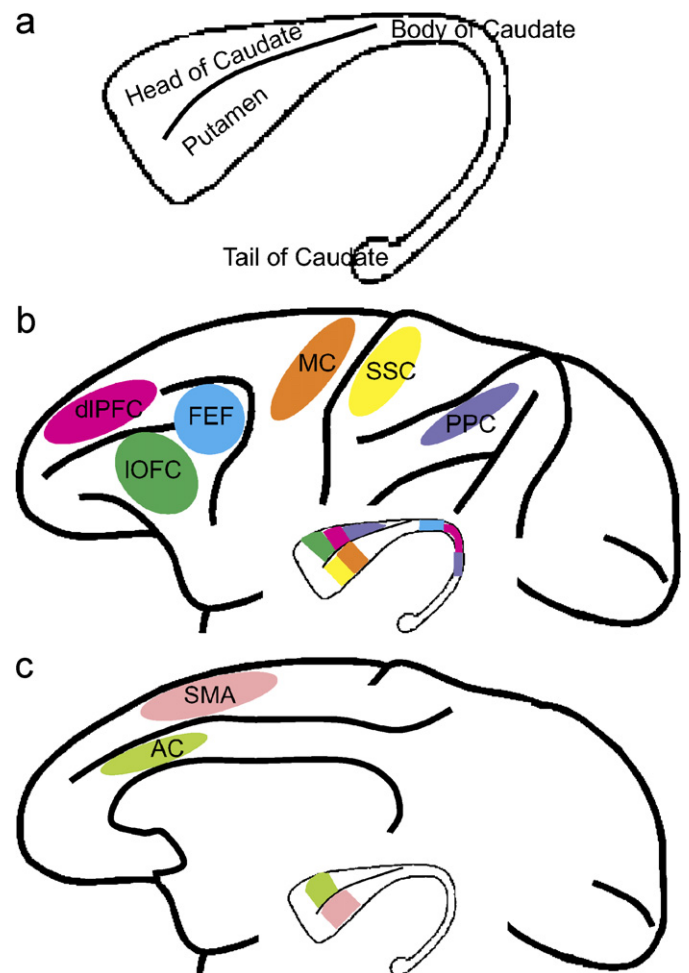 a
Head of Caudate
Body of Caudate
Putamen
Tail of Caudate
b
MC
SSC
dlPFC
FEF
PPC
lOFC
c
SMA
AC